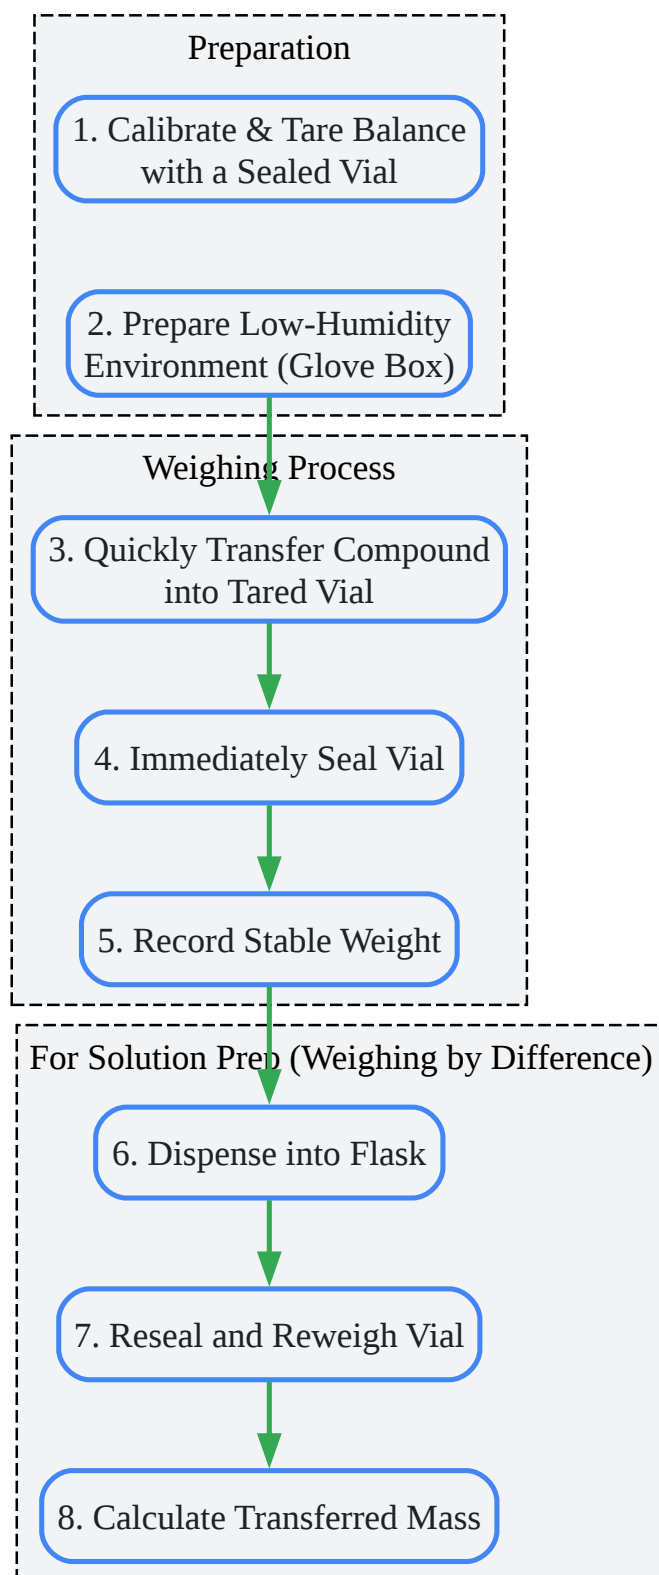 Preparation
1. Calibrate & Tare Balance
with a Sealed Vial
2. Prepare Low-Humidity
Environment (Glove Box)
Weighing Process
3. Quickly Transfer Compound
into Tared Vial
4. Immediately Seal Vial
5. Record Stable Weight
For Solution Prep (Weighing by Difference)
6. Dispense into Flask
7. Reseal and Reweigh Vial
8. Calculate Transferred Mass